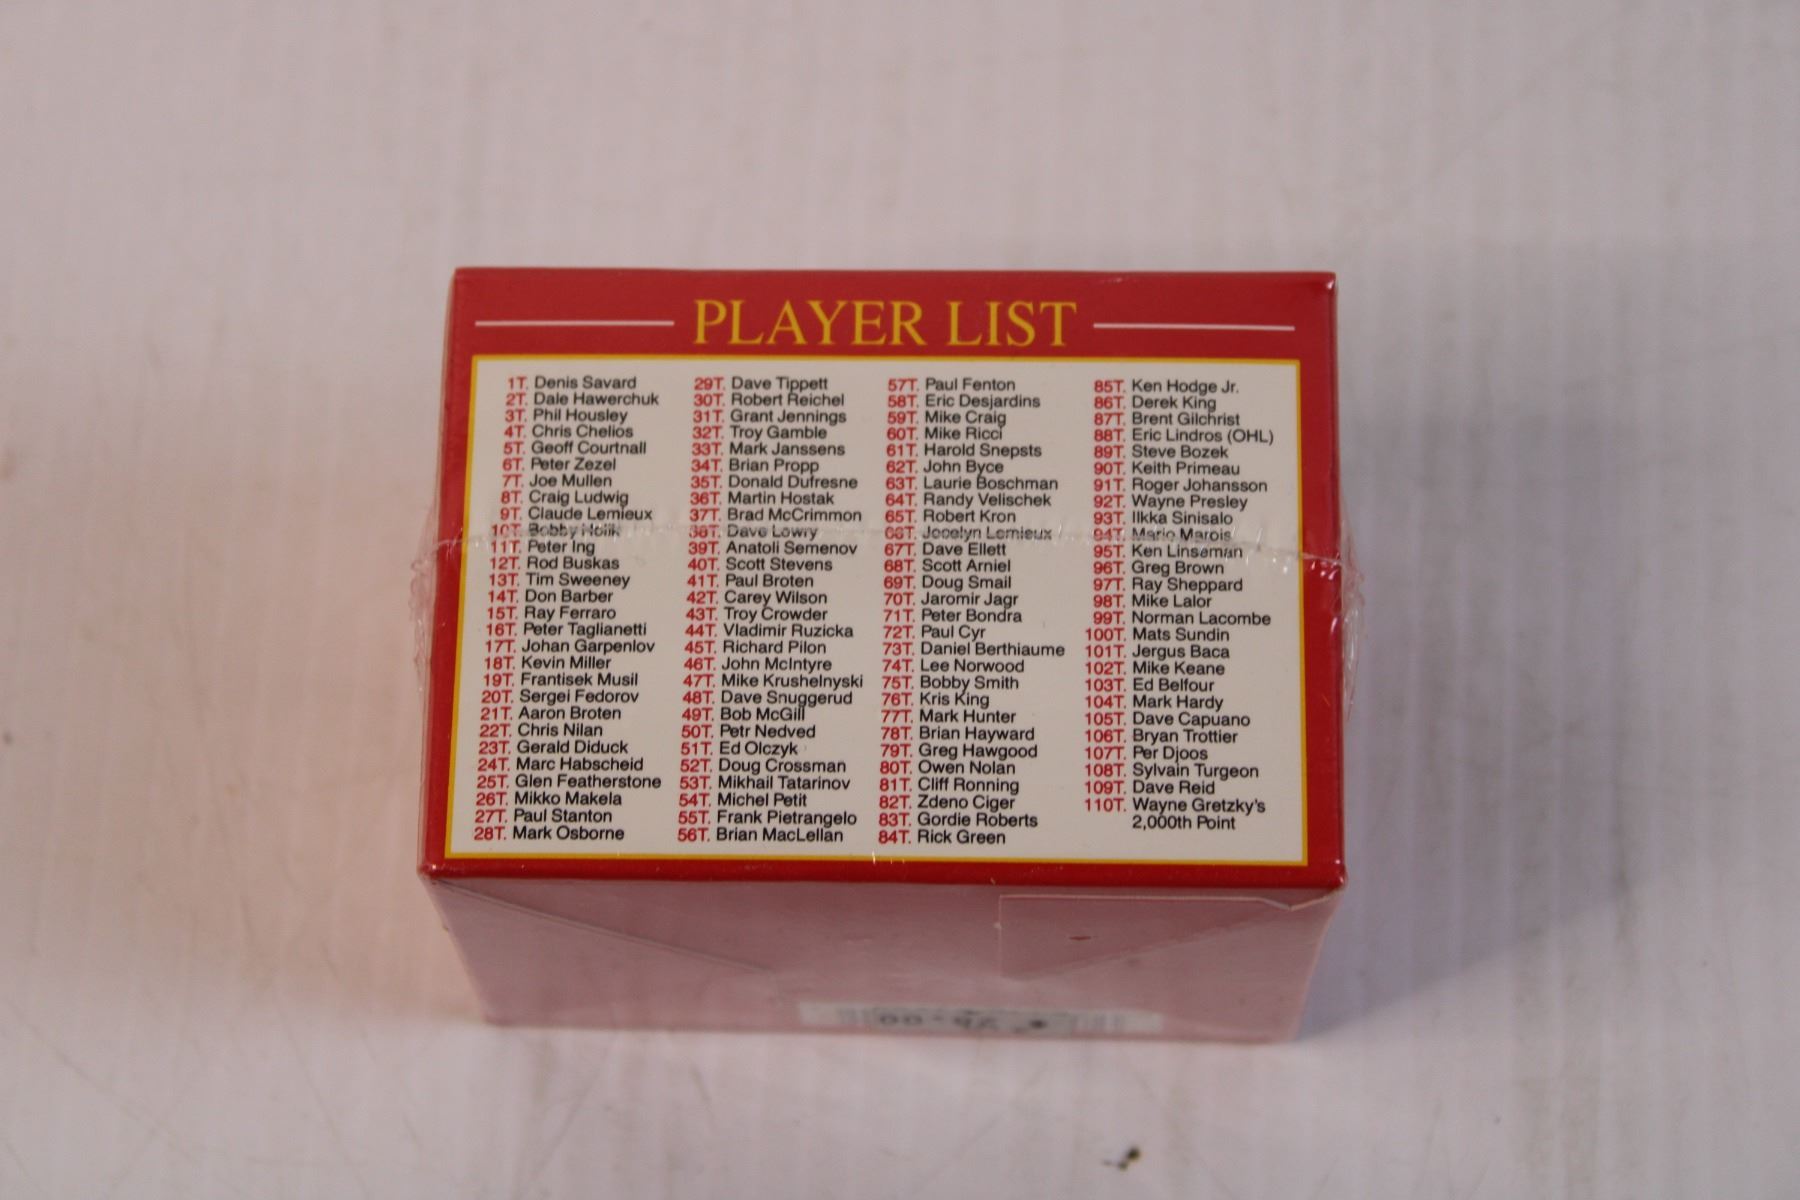 PLAYER LIST
1T. Denis Savard
2T. Dale Hawerchuk
3T. Phil Housley
4T. Chris Chelios
5T. Geoff Courtnall
6T. Peter Zezel
7T. Joe Mullen
8T. Craig Ludwig
9T. Claude Lemieux
10T. Bobby Holik
11T. Peter Ing
12T. Rod Buskas
13T. Tim Sweeney
14T. Don Barber
15T. Ray Ferraro
16T. Peter Taglianetti
17T. Johan Garpenlov
18T. Kevin Miller
19T. Frantisek Musil
20T. Sergei Fedorov
21T. Aaron Broten
22T. Chris Nilan
23T. Gerald Diduck
24T. Marc Habscheid
25T. Glen Featherstone
26T. Mikko Makela
27T. Paul Stanton
28T. Mark Osborne
29T. Dave Tippett
30T. Robert Reichel
31T. Grant Jennings
32T. Troy Gamble
33T. Mark Janssens
34T. Brian Propp
35T. Donald Dufresne
36T. Martin Hostak
37T. Brad McCrimmon
38T. Dave Lowry
39T. Anatoli Semenov
40T. Scott Stevens
41T. Paul Broten
42T. Carey Wilson
43T. Troy Crowder
44T. Vladimir Ruzicka
45T. Richard Pilon
46T. John McIntyre
47T. Mike Krushelnyski
48T. Dave Snuggerud
49T. Bob McGill
50T. Petr Nedved
51T. Ed Olczyk
52T. Doug Crossman
53T. Mikhail Tatarinov
54T. Michel Petit
55T. Frank Pietrangelo
56T. Brian MacLellan
57T. Paul Fenton
58T. Eric Desjardins
59T. Mike Craig
60T. Mike Ricci
61T. Harold Snepsts
62T. John Byce
63T. Laurie Boschman
64T. Randy Velischek
65T. Robert Kron
66T. Jocelyn Lemieux
67T. Dave Ellett
68T. Scott Arniel
69T. Doug Smail
70T. Jaromir Jagr
71T. Peter Bondra
72T. Paul Cyr
73T. Daniel Berthiaume
74T. Lee Norwood
75T. Bobby Smith
76T. Kris King
77T. Mark Hunter
78T. Brian Hayward
79T. Greg Hawgood
80T. Owen Nolan
81T. Cliff Ronning
82T. Zdeno Ciger
83T. Gordie Roberts
84T. Rick Green
85T. Ken Hodge Jr.
86T. Derek King
87T. Brent Gilchrist
88T. Eric Lindros (OHL)
89T. Steve Bozek
90T. Keith Primeau
91T. Roger Johansson
92T. Wayne Presley
93T. Ilkka Sinisalo
94T. Mario Marois
95T. Ken Linseman
96T. Greg Brown
97T. Ray Sheppard
98T. Mike Lalor
99T. Norman Lacombe
100T. Mats Sundin
101T. Jergus Baca
102T. Mike Keane
103T. Ed Belfour
104T. Mark Hardy
105T. Dave Capuano
106T. Bryan Trottier
107T. Per Djoos
108T. Sylvain Turgeon
109T. Dave Reid
110T. Wayne Gretzky's
2,000th Point